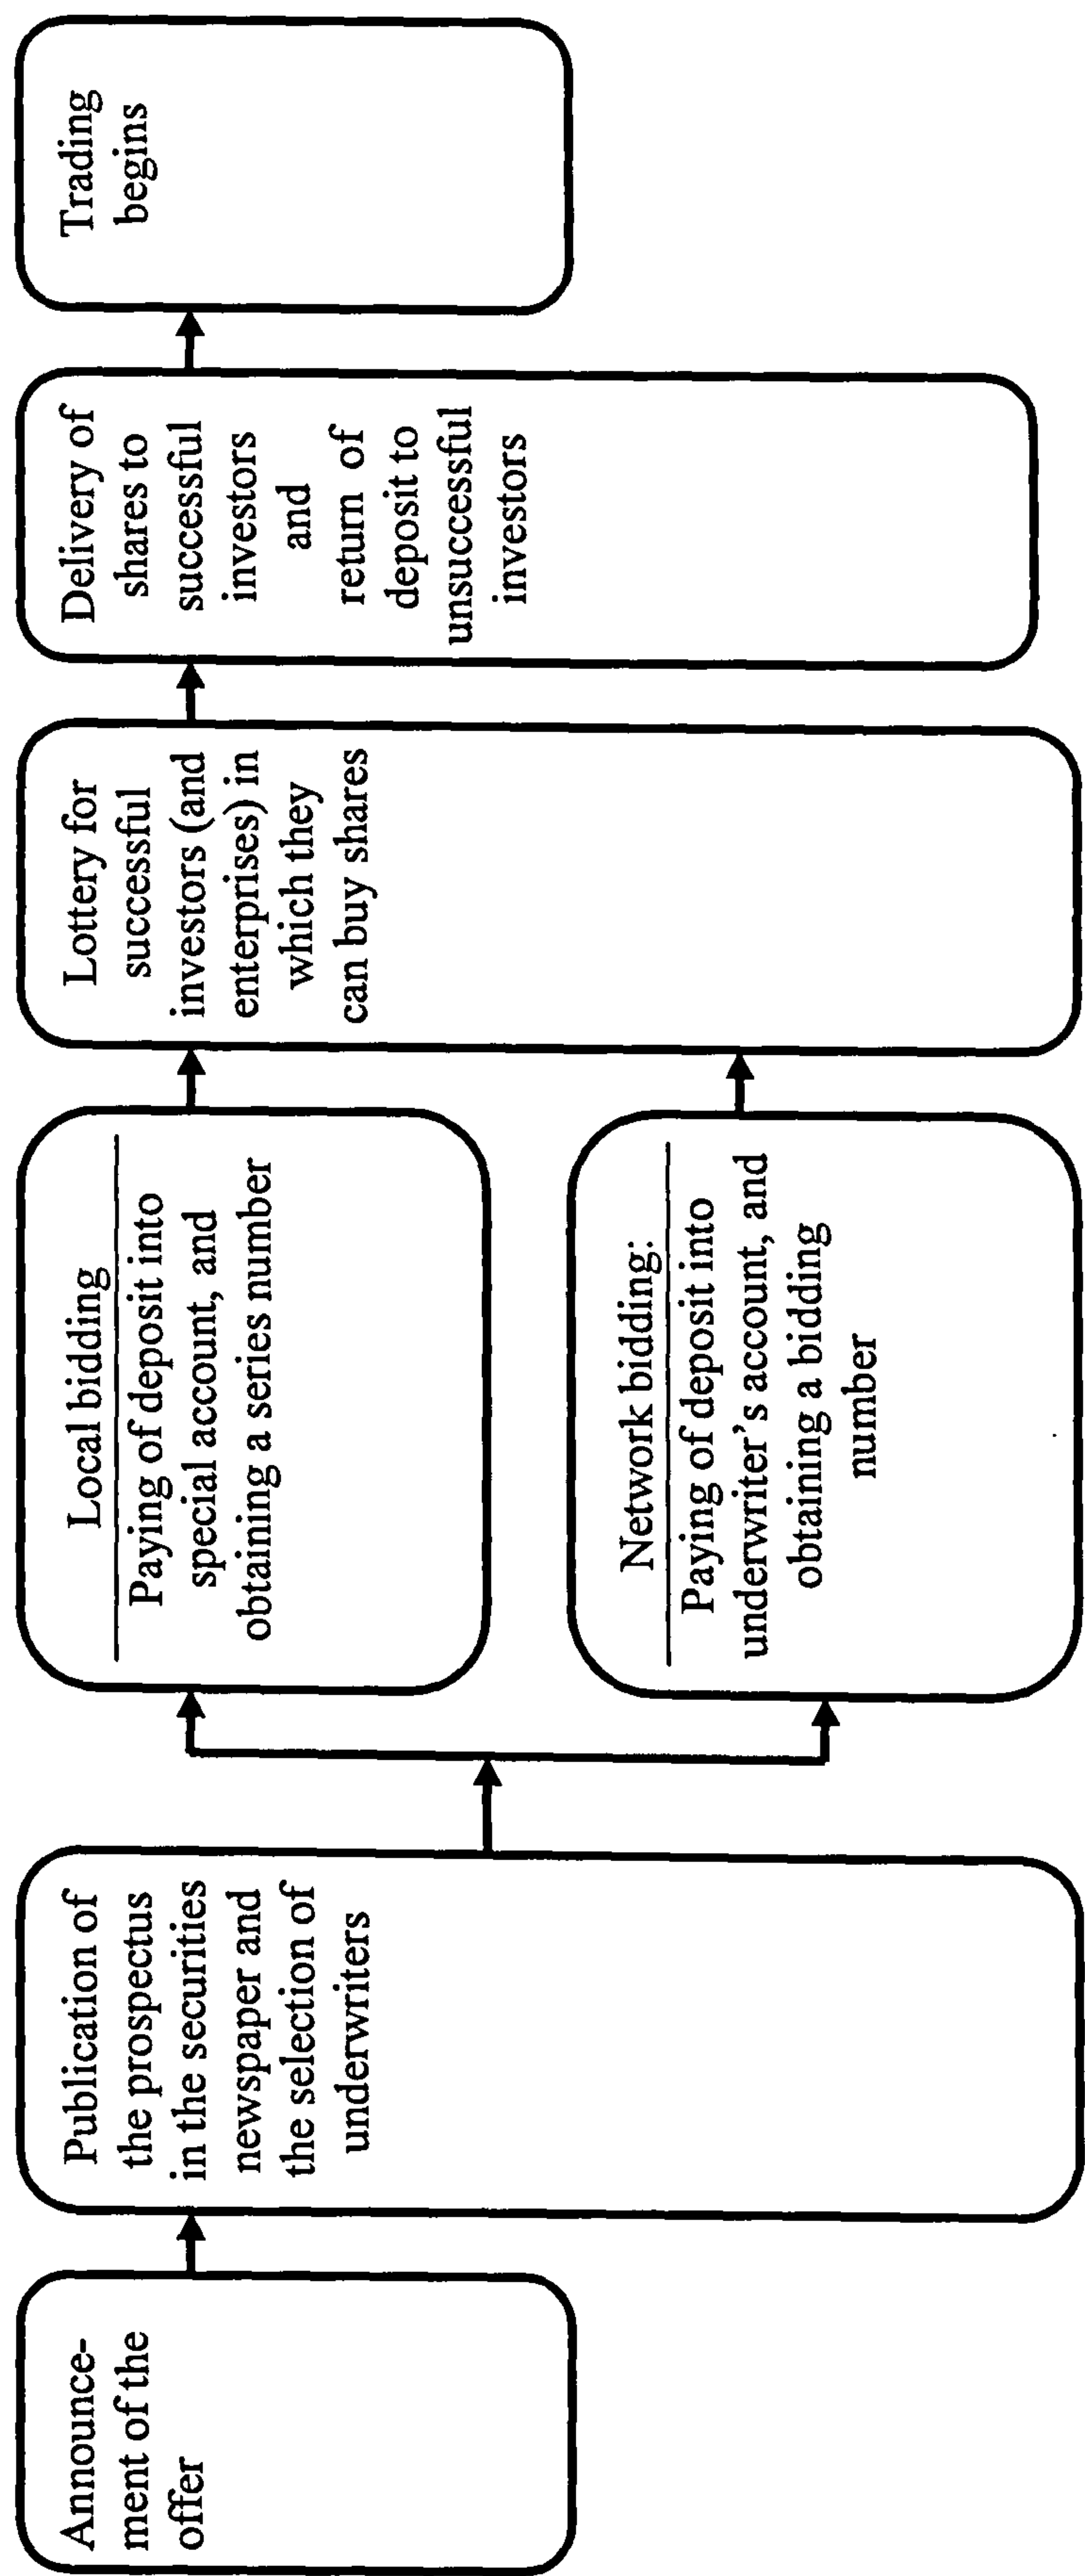 Announce-
ment of the
offer
Publication of
the prospectus
in the securities
newspaper and
the selection of
underwriters
Local bidding
Paying of deposit into
special account, and
obtaining a series number
Network bidding:
Paying of deposit into
underwriter's account, and
obtaining a bidding
number
Lottery for
successful
investors (and
enterprises) in
which they
can buy shares
Delivery of
shares to
successful
investors
and
return of
deposit to
unsuccessful
investors
Trading
begins